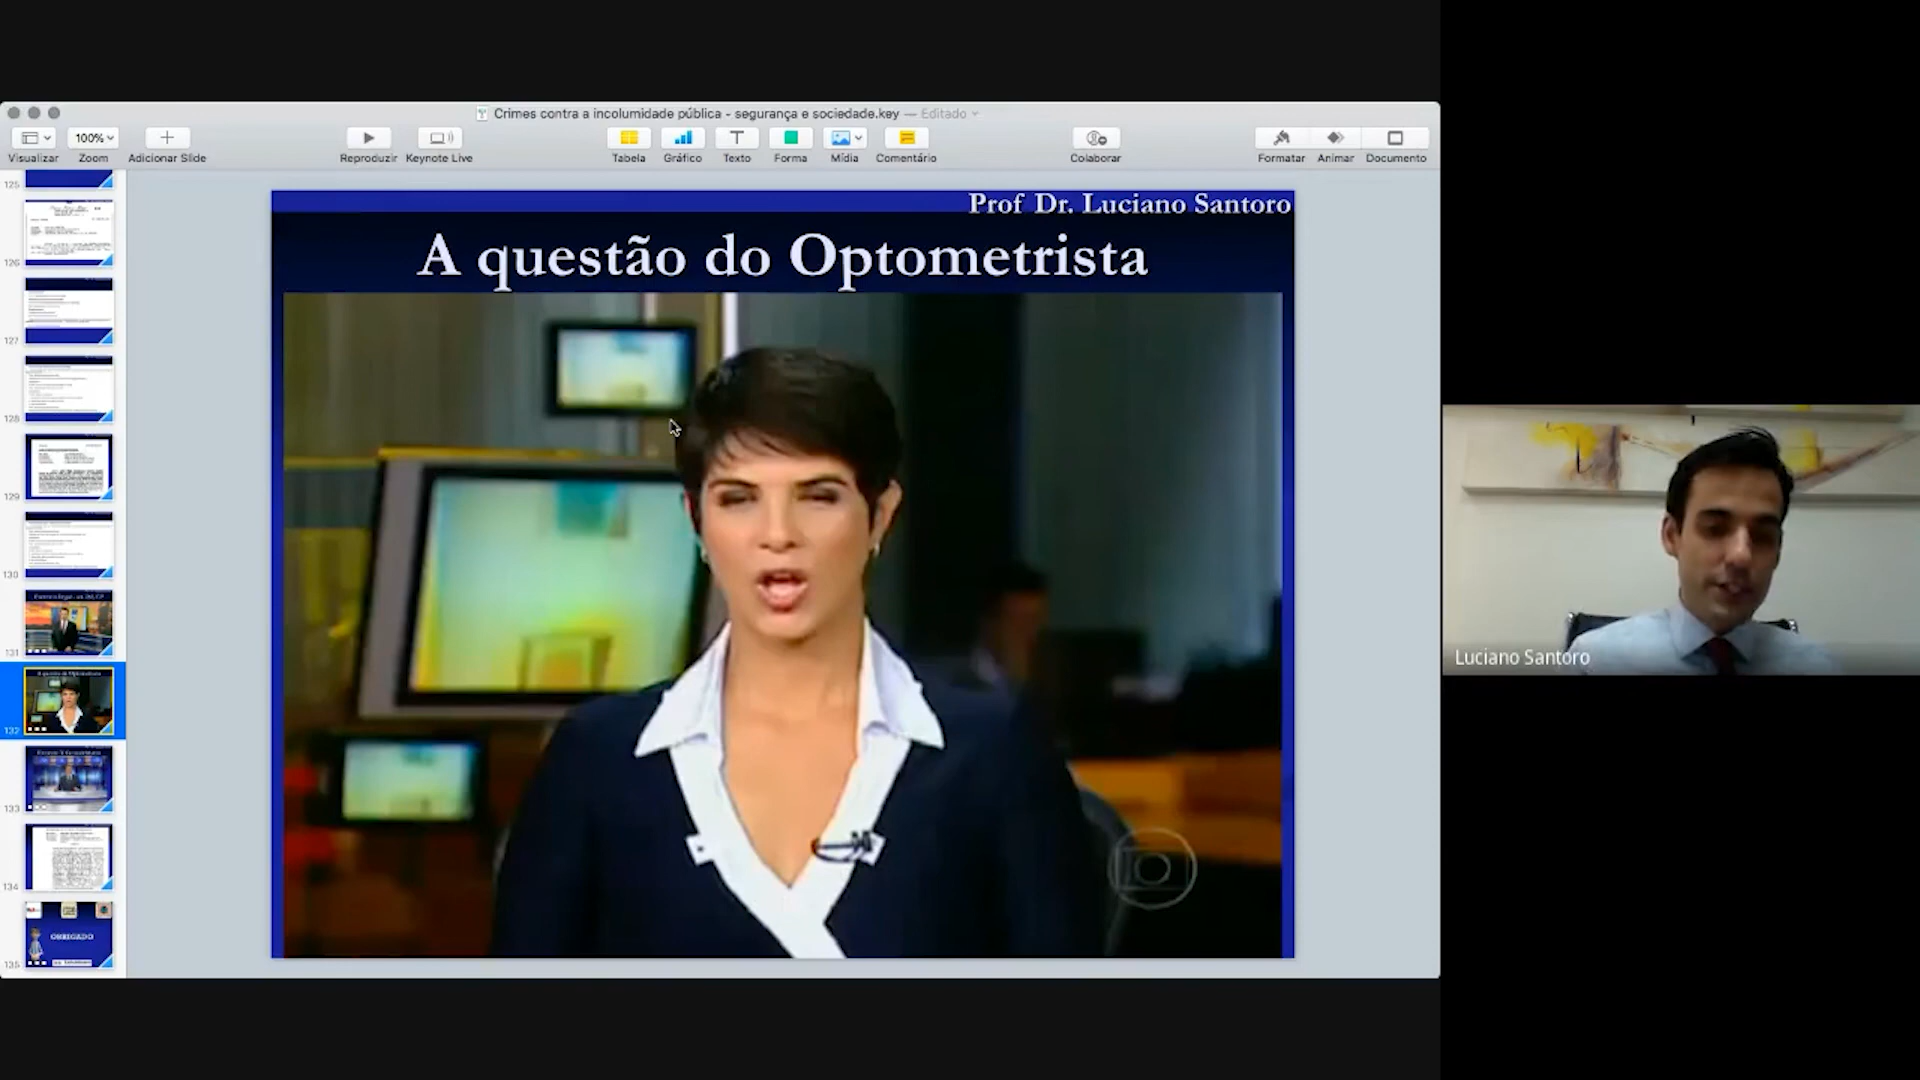 Crimes contra a incolumidade pública - segurança e sociedade.key — Editado
100%
Visualizar Zoom Adicionar Slide Reproduzir Keynote Live Tabela Gráfico Texto Forma Mídia Comentário Colaborar Formatar Animar Documento
Prof Dr. Luciano Santoro
A questão do Optometrista
125
126
127
128
129
130
131
132
133
134
OBRIGADO
135
Luciano Santoro